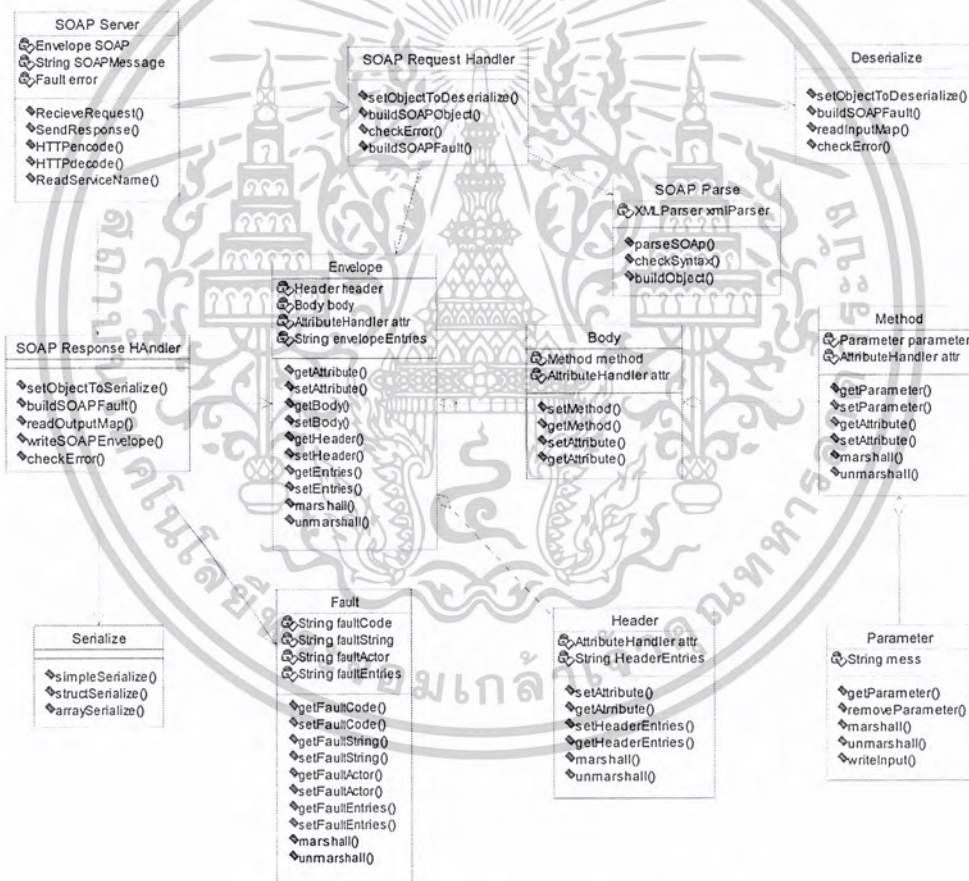 SOAP Server
Envelope SOAP
String SOAPMessage
Fault error
RecieveRequest()
SendResponse()
HTTPencode()
HTTPdecode()
ReadServiceName()
SOAP Request Handler
setObjectToDeserialize()
buildSOAPObject()
checkError()
buildSOAPFault()
Deserialize
setObjectToDeserialize()
buildSOAPFault()
readInputMap()
checkError()
SOAP Parse
XMLParser xmlParser
parseSOAp()
checkSyntax()
buildObject()
Envelope
Header header
Body body
AttributeHandler attr
String envelopeEntries
getAttribute()
setAttribute()
getBody()
setBody()
getHeader()
setHeader()
getEntries()
setEntries()
marshall()
unmarshall()
Body
Method method
AttributeHandler attr
setMethod()
getMethod()
setAttribute()
getAttribute()
Method
Parameter parameter
AttributeHandler attr
getParameter()
setParameter()
getAttribute()
setAttribute()
marshall()
unmarshall()
SOAP Response HAndler
setObjectToSerialize()
buildSOAPFault()
readOutputMap()
writeSOAPEnvelope()
checkError()
Serialize
simpleSerialize()
structSerialize()
arraySerialize()
Fault
String faultCode
String faultString
String faultActor
String faultEntries
getFaultCode()
setFaultCode()
getFaultString()
setFaultString()
getFaultActor()
setFaultActor()
getFaultEntries()
setFaultEntries()
marshall()
unmarshall()
Header
AttributeHandler attr
String HeaderEntries
setAttribute()
getAttribute()
setHeaderEntries()
getHeaderEntries()
marshall()
unmarshall()
Parameter
String mess
getParameter()
removeParameter()
marshall()
unmarshall()
writeInput()